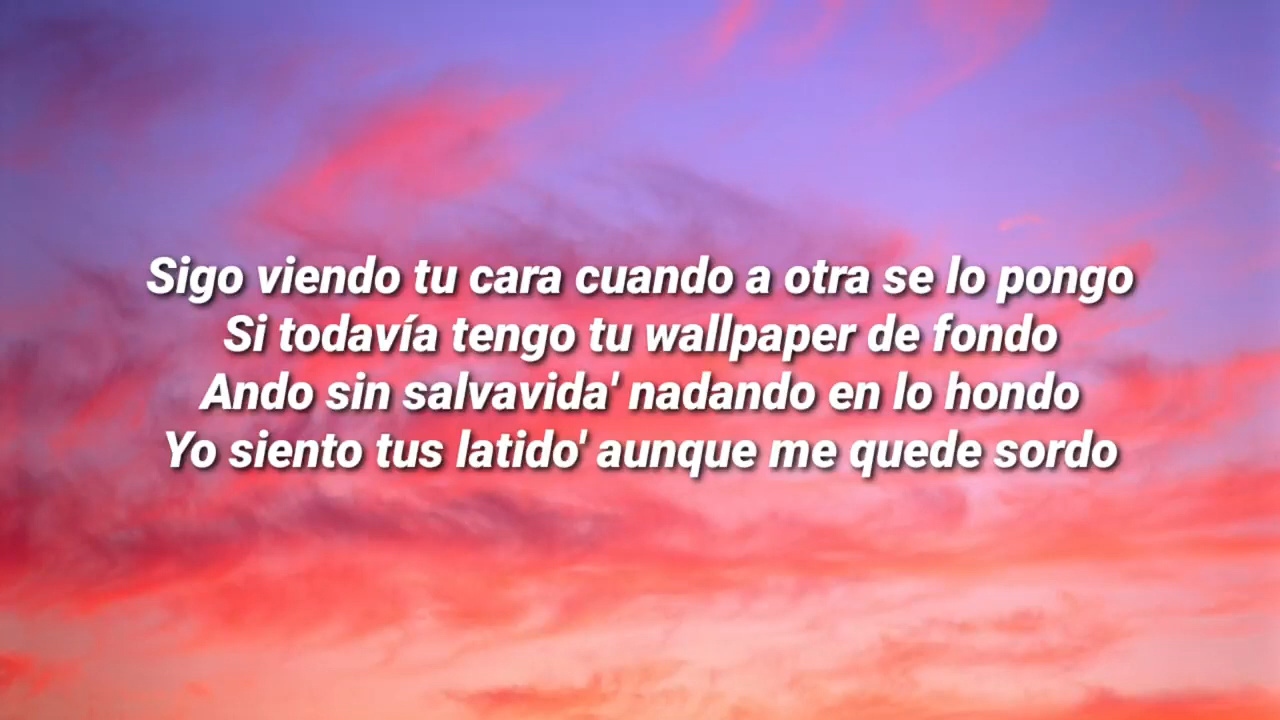 Sigo viendo tu cara cuando a otra se lo pongo
Si todavía tengo tu wallpaper de fondo
Ando sin salvavida' nadando en lo hondo
Yo siento tus latido' aunque me quede sordo